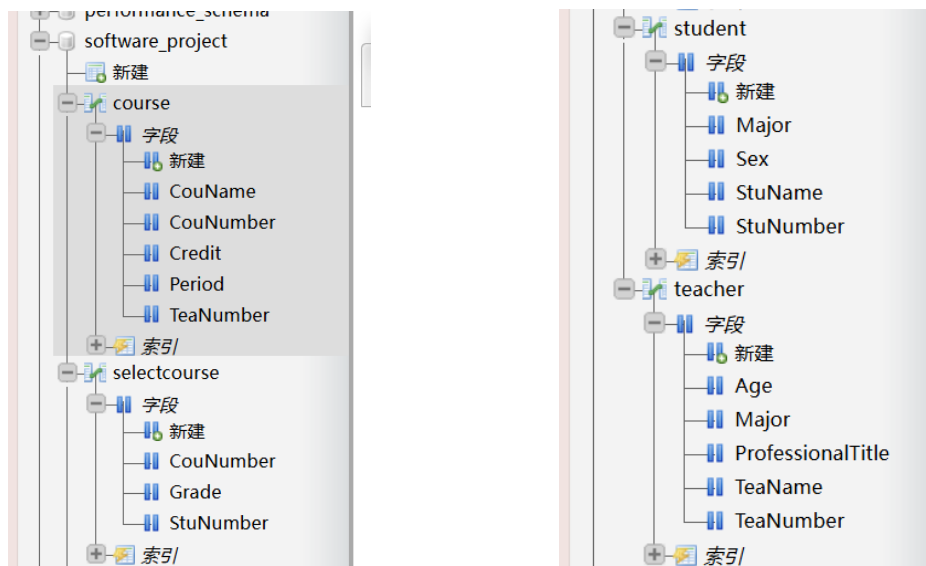 performance_schema
software_project
新建
course
字段
新建
CouName
CouNumber
Credit
Period
TeaNumber
索引
selectcourse
字段
新建
CouNumber
Grade
StuNumber
索引
student
字段
新建
Major
Sex
StuName
StuNumber
索引
teacher
字段
新建
Age
Major
ProfessionalTitle
TeaName
TeaNumber
索引